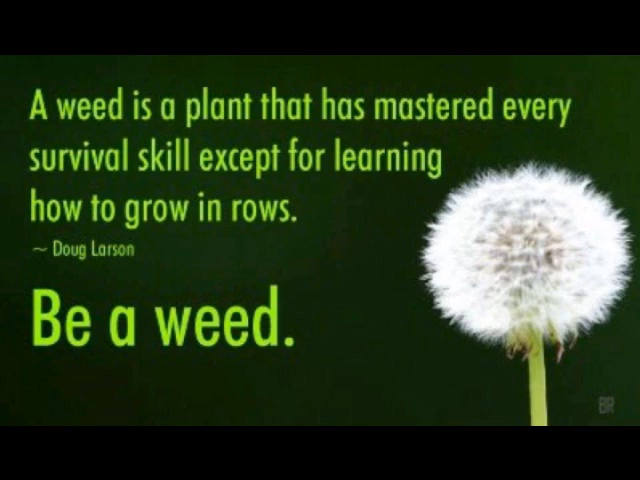 A weed is a plant that has mastered every
survival skill except for learning
how to grow in rows.
~ Doug Larson
Be a weed.
BR